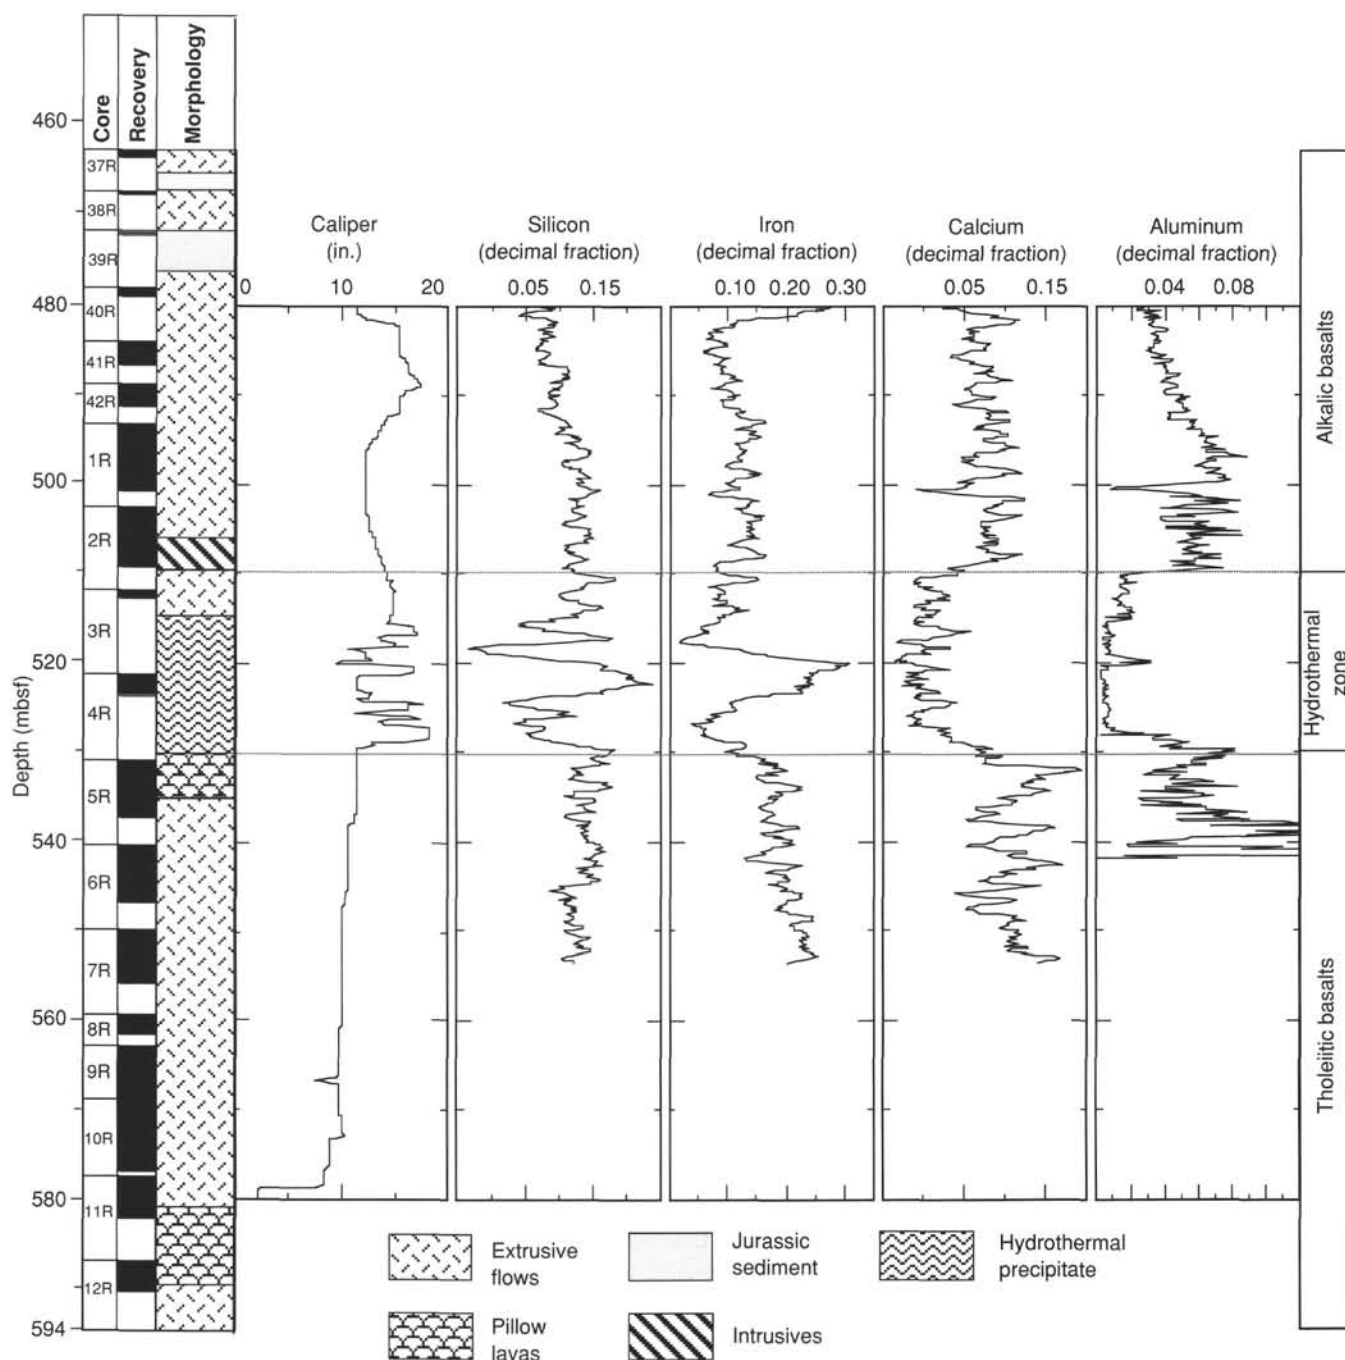 Core
Recovery
Morphology
Depth (mbsf)
460
480
500
520
540
560
580
594
37R
38R
39R
40R
41R
42R
1R
2R
3R
4R
5R
6R
7R
8R
9R
10R
11R
12R
Caliper
(in.)
0 10 20
Silicon
(decimal fraction)
0.05 0.15
Iron
(decimal fraction)
0.10 0.20 0.30
Calcium
(decimal fraction)
0.05 0.15
Aluminum
(decimal fraction)
0.04 0.08
Alkalic basalts
Hydrothermal
zone
Tholeiitic basalts
Extrusive
flows
Jurassic
sediment
Hydrothermal
precipitate
Pillow
lavas
Intrusives